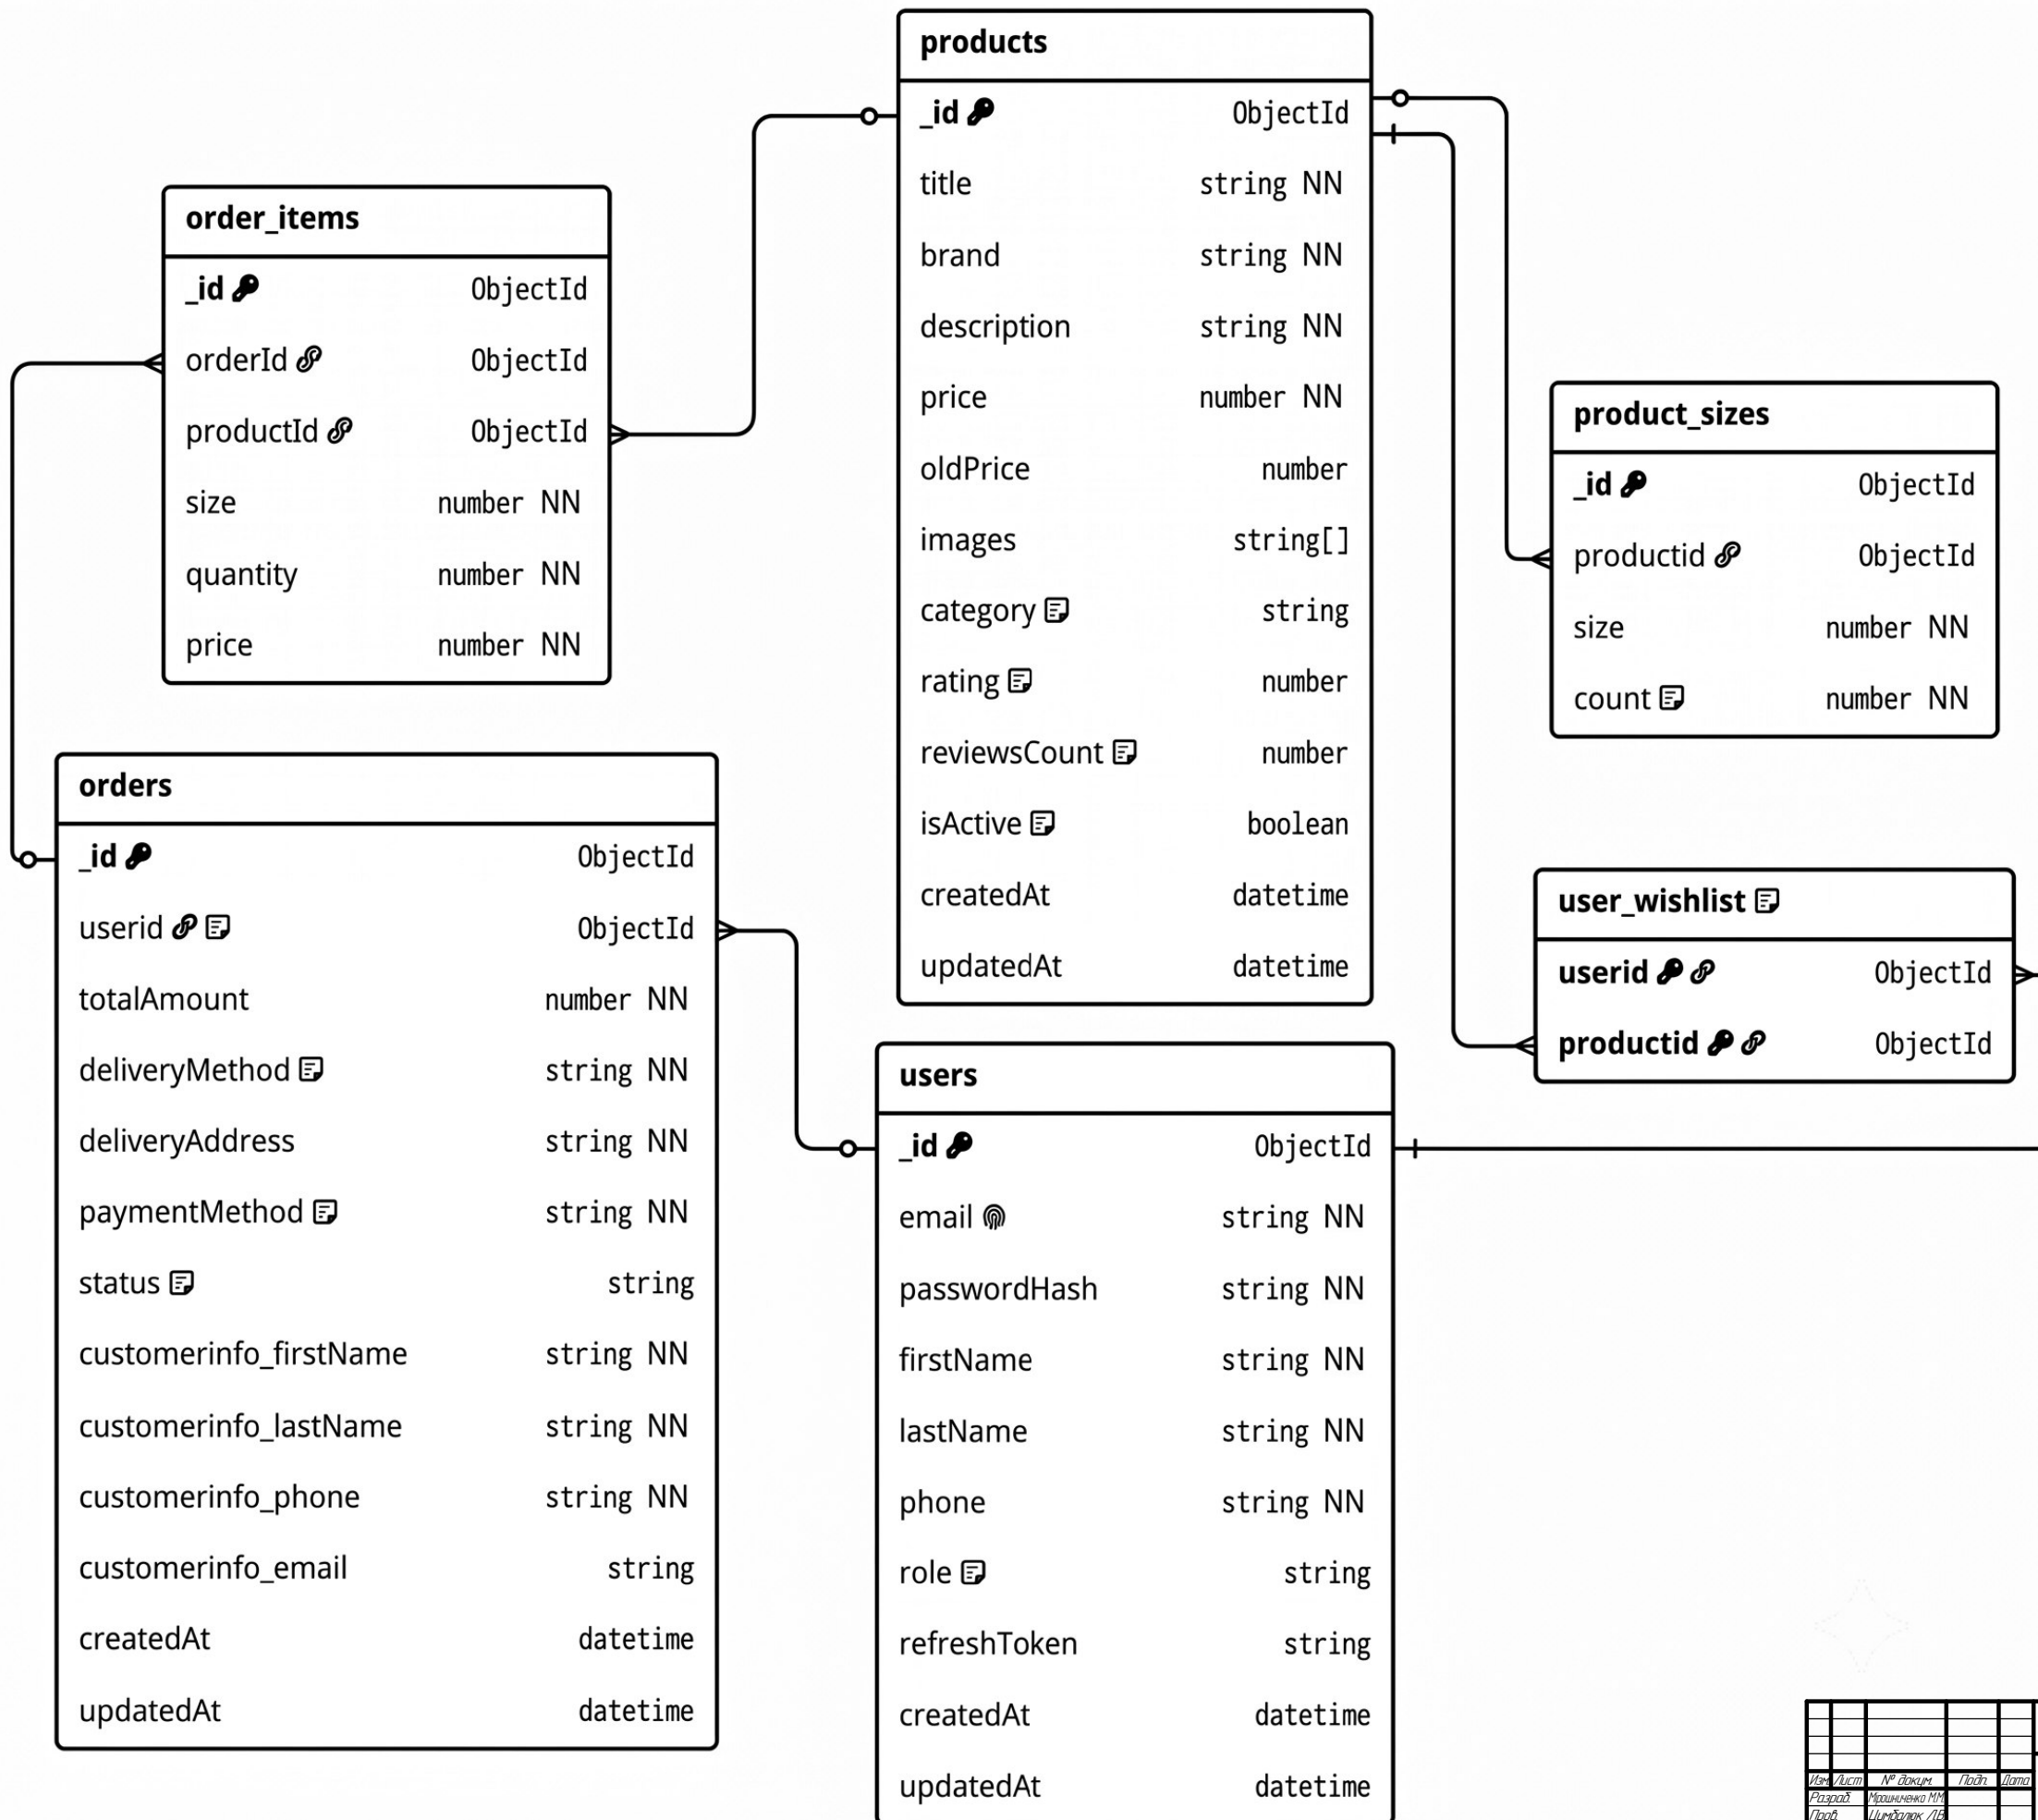 products
_id ObjectId
title string NN
brand string NN
description string NN
price number NN
oldPrice number
images string[]
category string
rating number
reviewsCount number
isActive boolean
createdAt datetime
updatedAt datetime
order_items
_id ObjectId
orderId ObjectId
productId ObjectId
size number NN
quantity number NN
price number NN
product_sizes
_id ObjectId
productid ObjectId
size number NN
count number NN
orders
_id ObjectId
userid ObjectId
totalAmount number NN
deliveryMethod string NN
deliveryAddress string NN
paymentMethod string NN
status string
customerinfo_firstName string NN
customerinfo_lastName string NN
customerinfo_phone string NN
customerinfo_email string
createdAt datetime
updatedAt datetime
user_wishlist
userid ObjectId
productid ObjectId
users
_id ObjectId
email string NN
passwordHash string NN
firstName string NN
lastName string NN
phone string NN
role string
refreshToken string
createdAt datetime
updatedAt datetime
Изм Лист № докум. Подп. Дата
Разраб.
Пров. Цимбалюк Л.В.